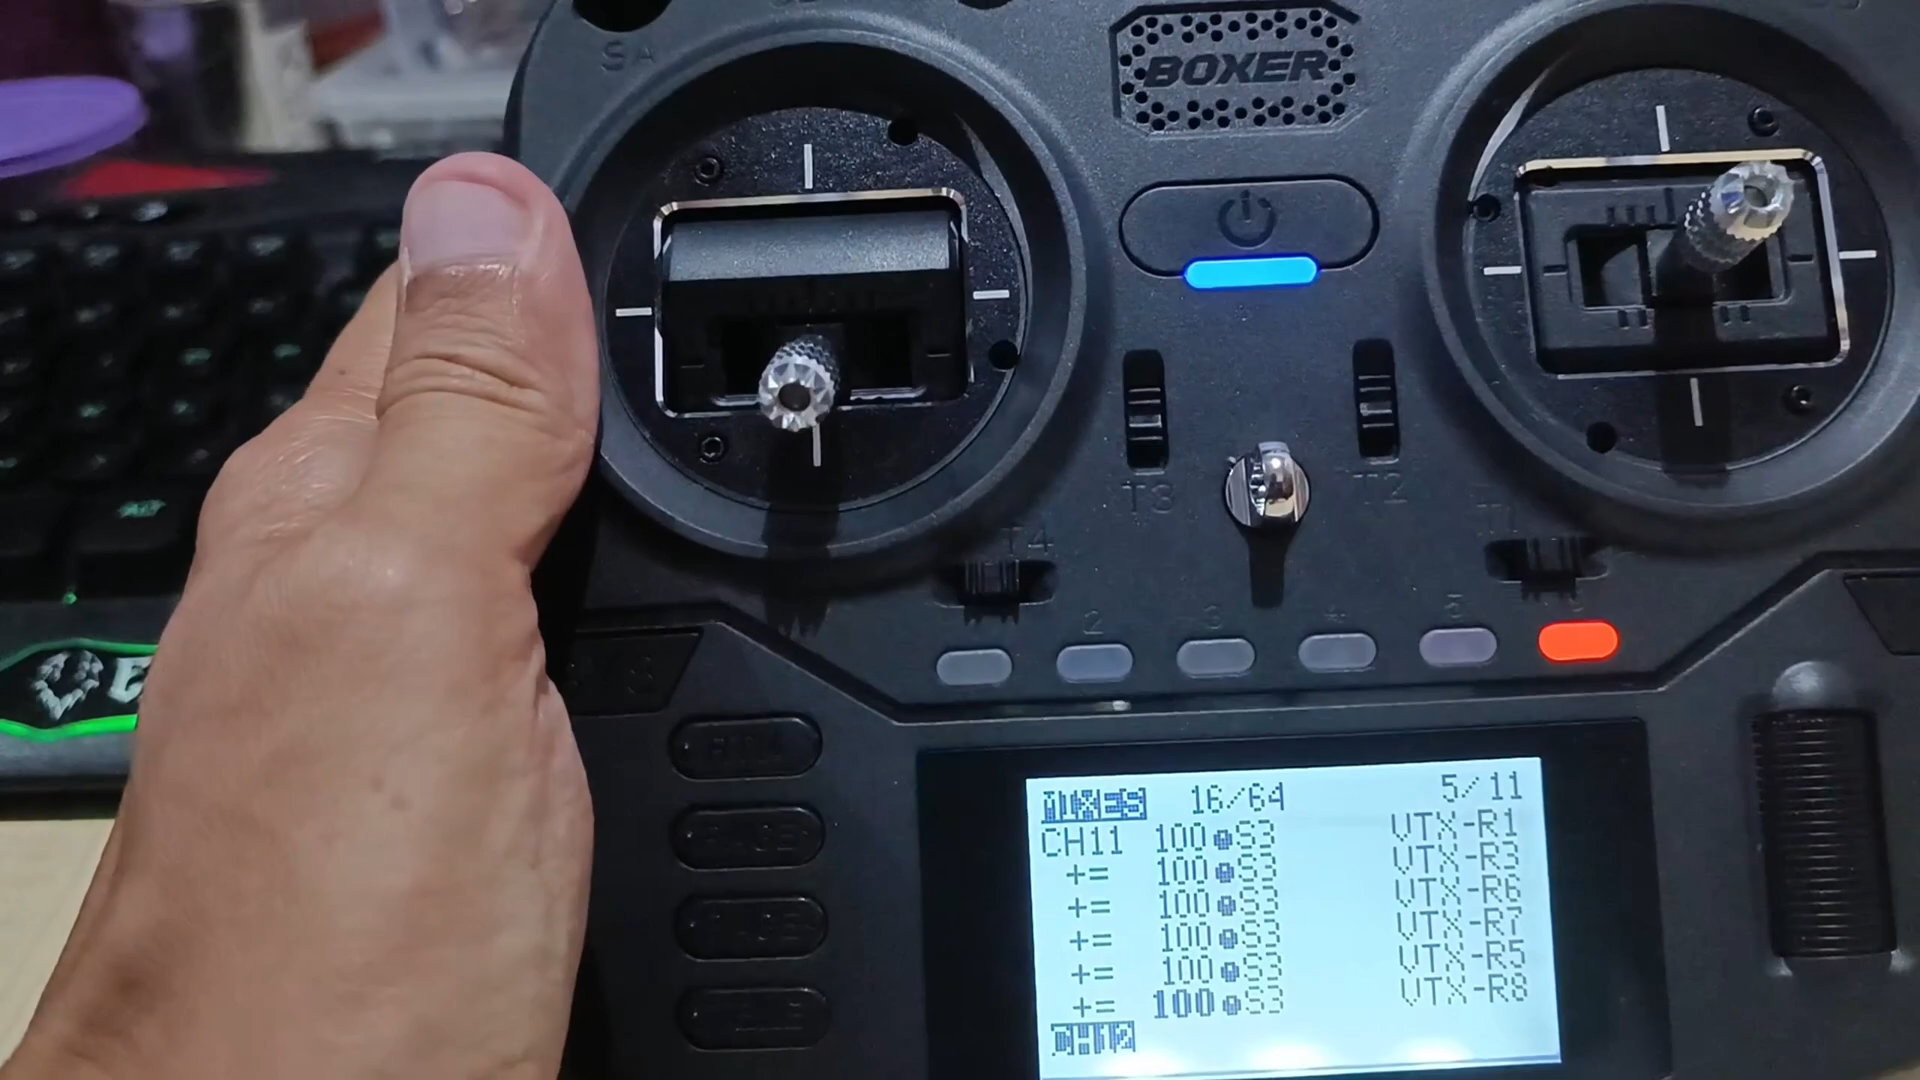 SA
BOXER
T3
T2
T4
2
3
5
MIXES 16/64 5/11
CH11 100 S3 VTX-R1
+= 100 S3 VTX-R3
+= 100 S3 VTX-R6
+= 100 S3 VTX-R7
+= 100 S3 VTX-R5
+= 100 S3 VTX-R8
CH12